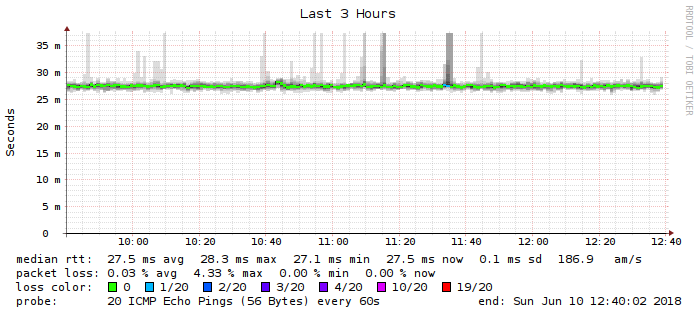 Last 3 Hours
RRDTOOL / TOBI OETIKER
Seconds
35 m
30 m
25 m
20 m
15 m
10 m
5 m
0
10:00 10:20 10:40 11:00 11:20 11:40 12:00 12:20 12:40
median rtt: 27.5 ms avg 28.3 ms max 27.1 ms min 27.5 ms now 0.1 ms sd 186.9 am/s
packet loss: 0.03 % avg 4.33 % max 0.00 % min 0.00 % now
loss color: 0 1/20 2/20 3/20 4/20 10/20 19/20
probe: 20 ICMP Echo Pings (56 Bytes) every 60s end: Sun Jun 10 12:40:02 2018